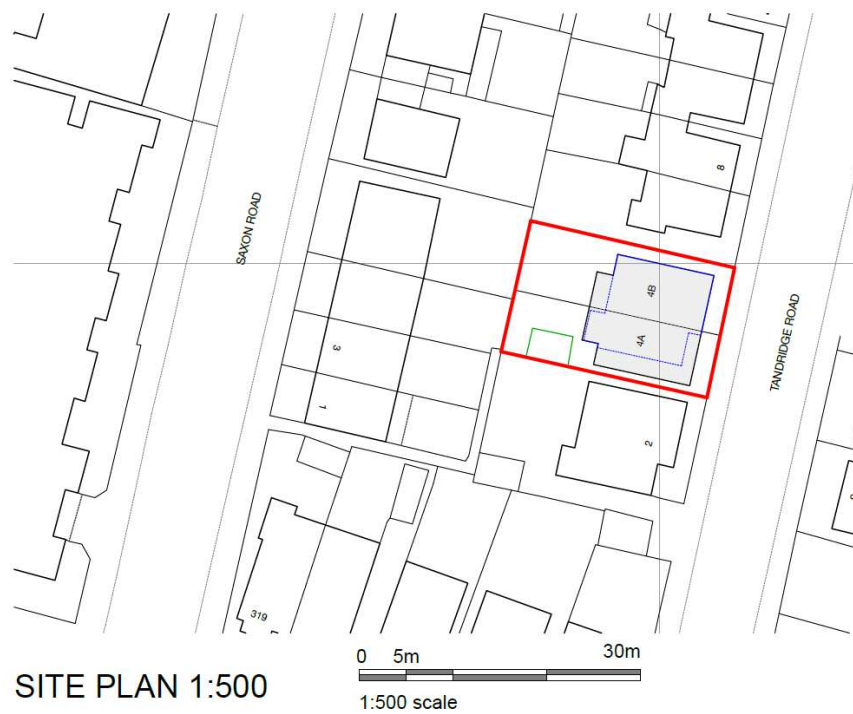 8
SAXON ROAD
4B
TANDRIDGE ROAD
4A
3
1
2
319
0 5m 30m
SITE PLAN 1:500
1:500 scale